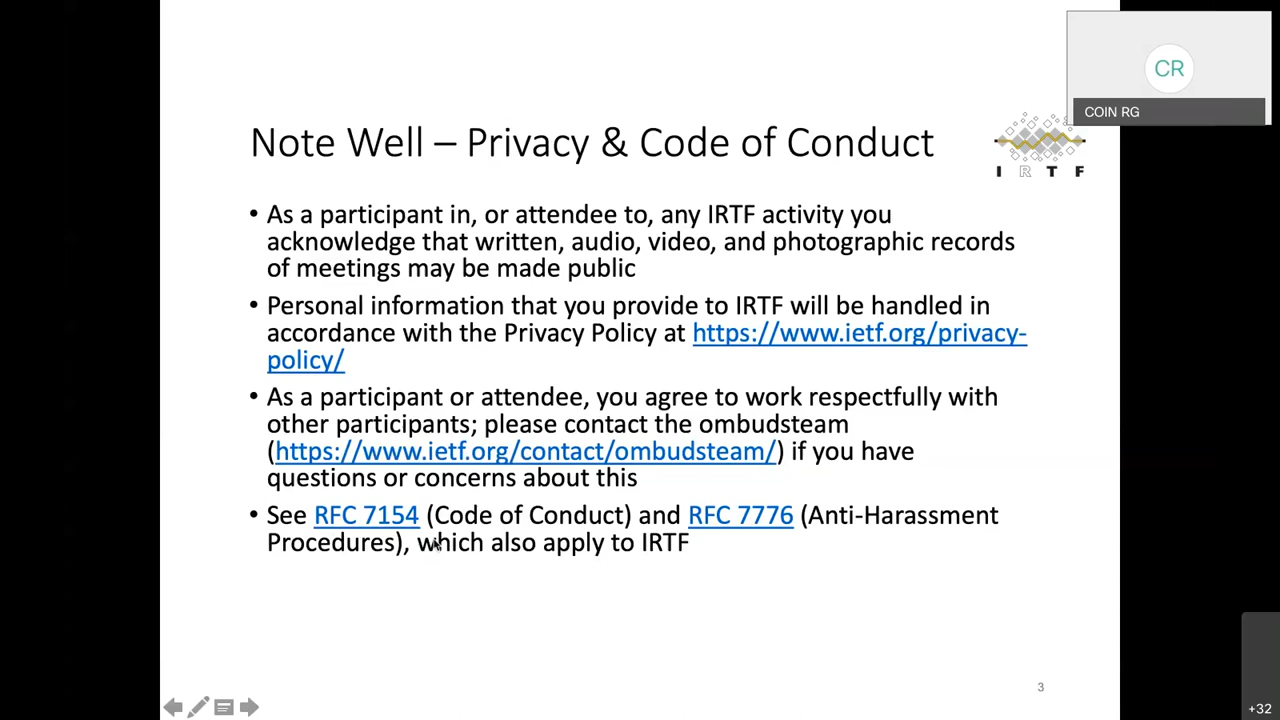 CR
COIN RG
Note Well – Privacy & Code of Conduct
I R T F
• As a participant in, or attendee to, any IRTF activity you
acknowledge that written, audio, video, and photographic records
of meetings may be made public
• Personal information that you provide to IRTF will be handled in
accordance with the Privacy Policy at https://www.ietf.org/privacy-
policy/
• As a participant or attendee, you agree to work respectfully with
other participants; please contact the ombudsteam
(https://www.ietf.org/contact/ombudsteam/) if you have
questions or concerns about this
• See RFC 7154 (Code of Conduct) and RFC 7776 (Anti-Harassment
Procedures), which also apply to IRTF
3
+32